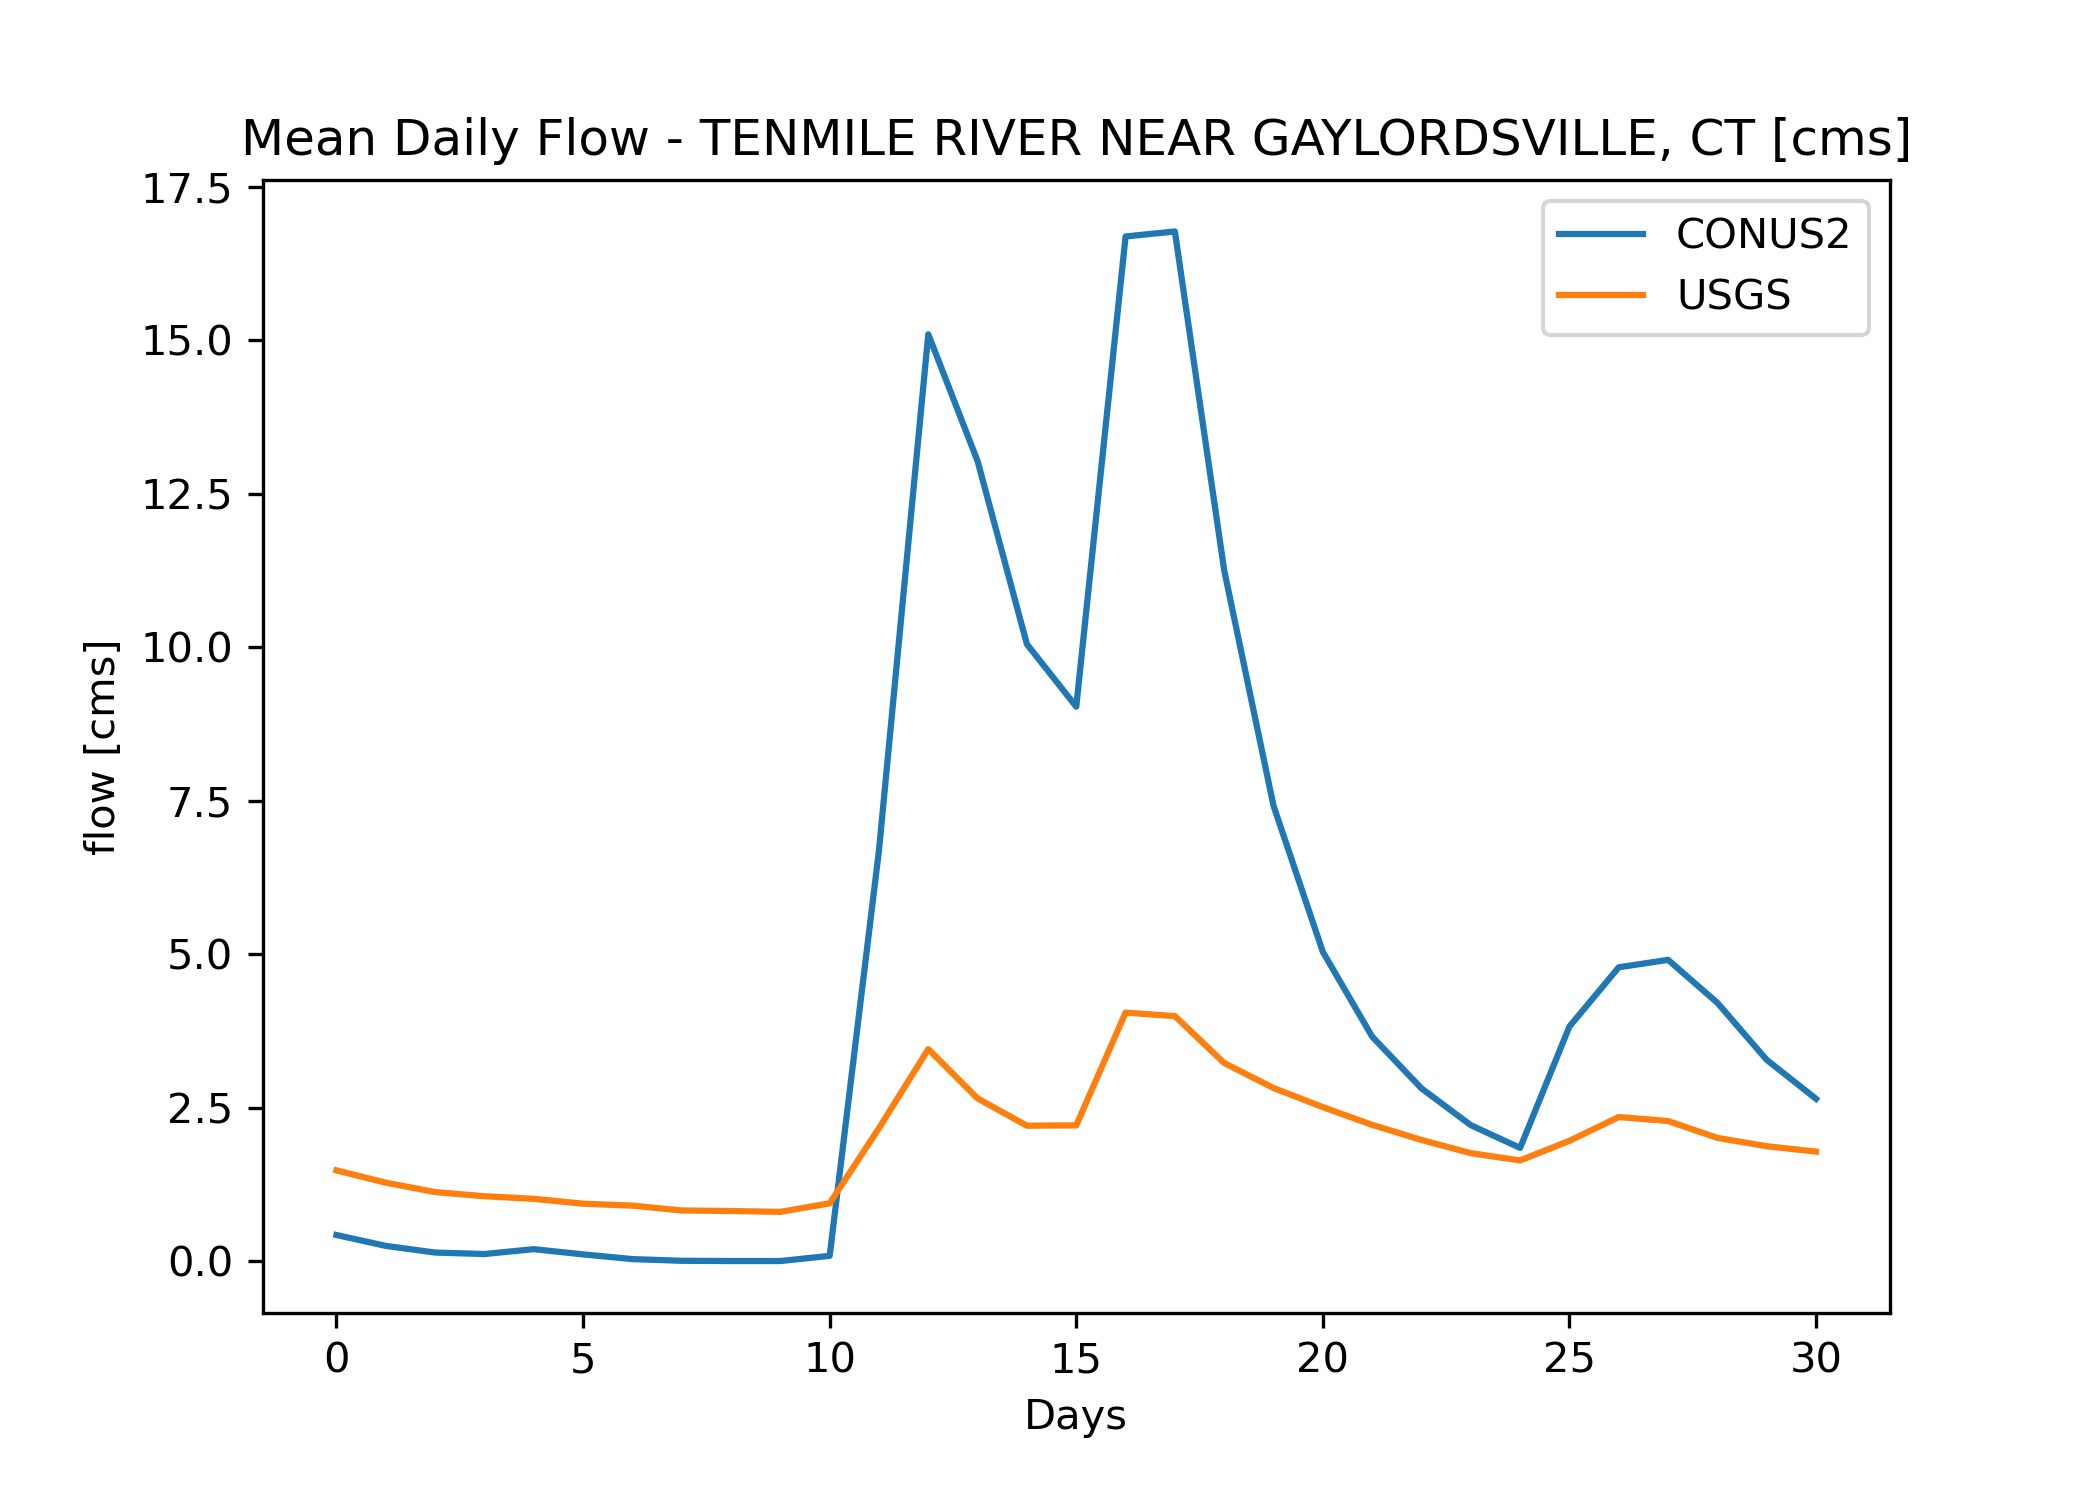 Mean Daily Flow - TENMILE RIVER NEAR GAYLORDSVILLE, CT [cms]
CONUS2
USGS
flow [cms]
17.5
15.0
12.5
10.0
7.5
5.0
2.5
0.0
0 5 10 15 20 25 30
Days